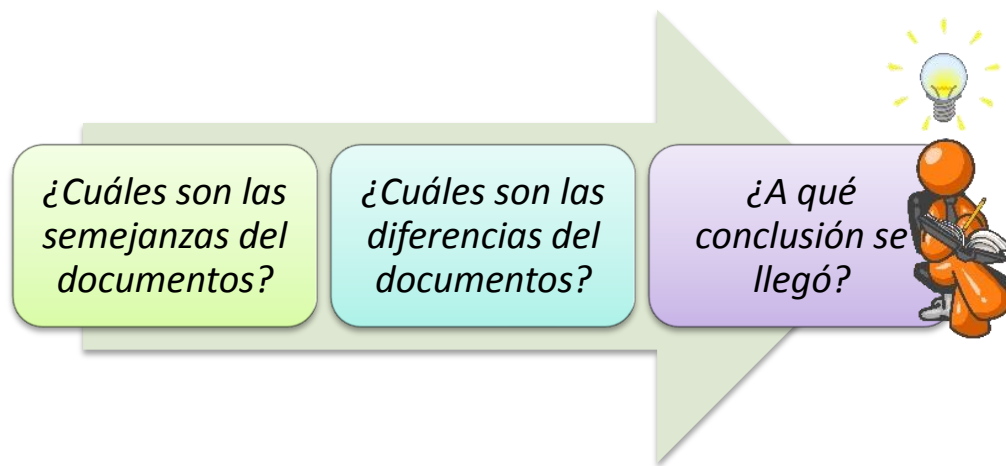 ¿Cuáles son las
semejanzas del
documentos?
¿Cuáles son las
diferencias del
documentos?
¿A qué
conclusión se
llegó?